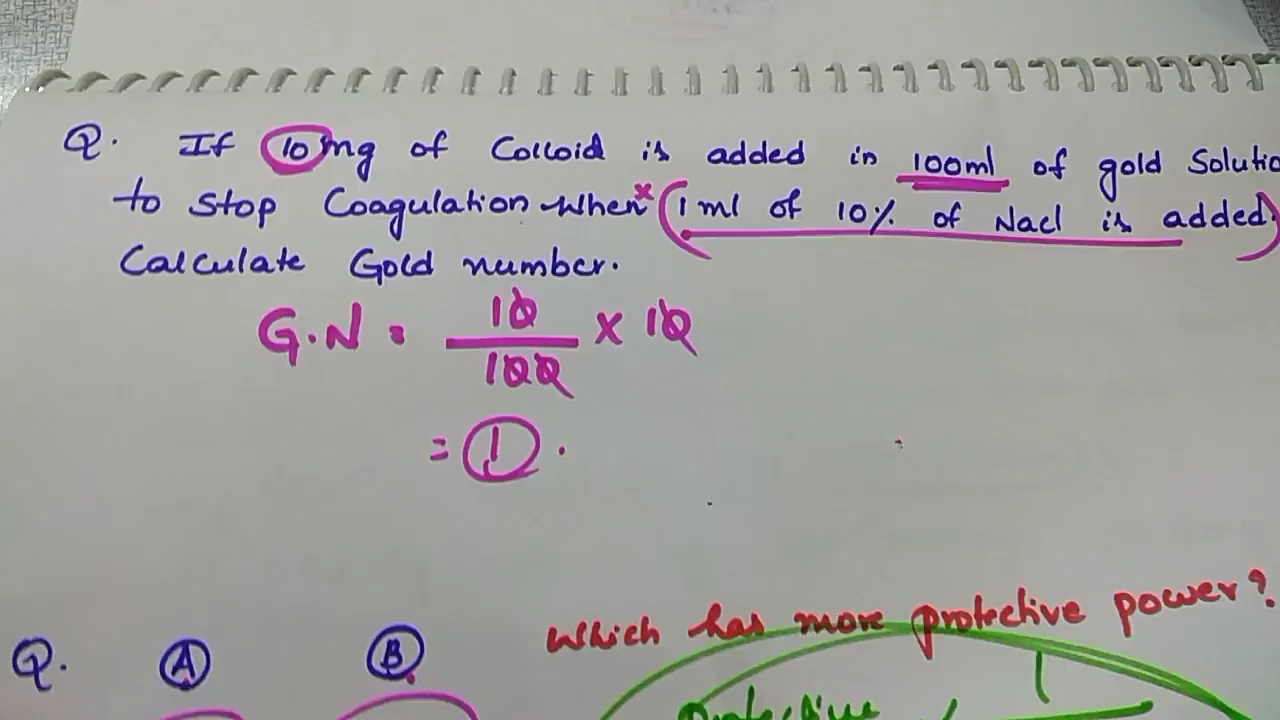 Q. If 10 mg of Colloid is added in 100ml of gold Solutio
to stop Coagulation when x (1 ml of 10% of Nacl is added.)
Calculate Gold number.
G.N = 10/100 x 10
= 1 .
which has more protective power?
Q. A B
Protective